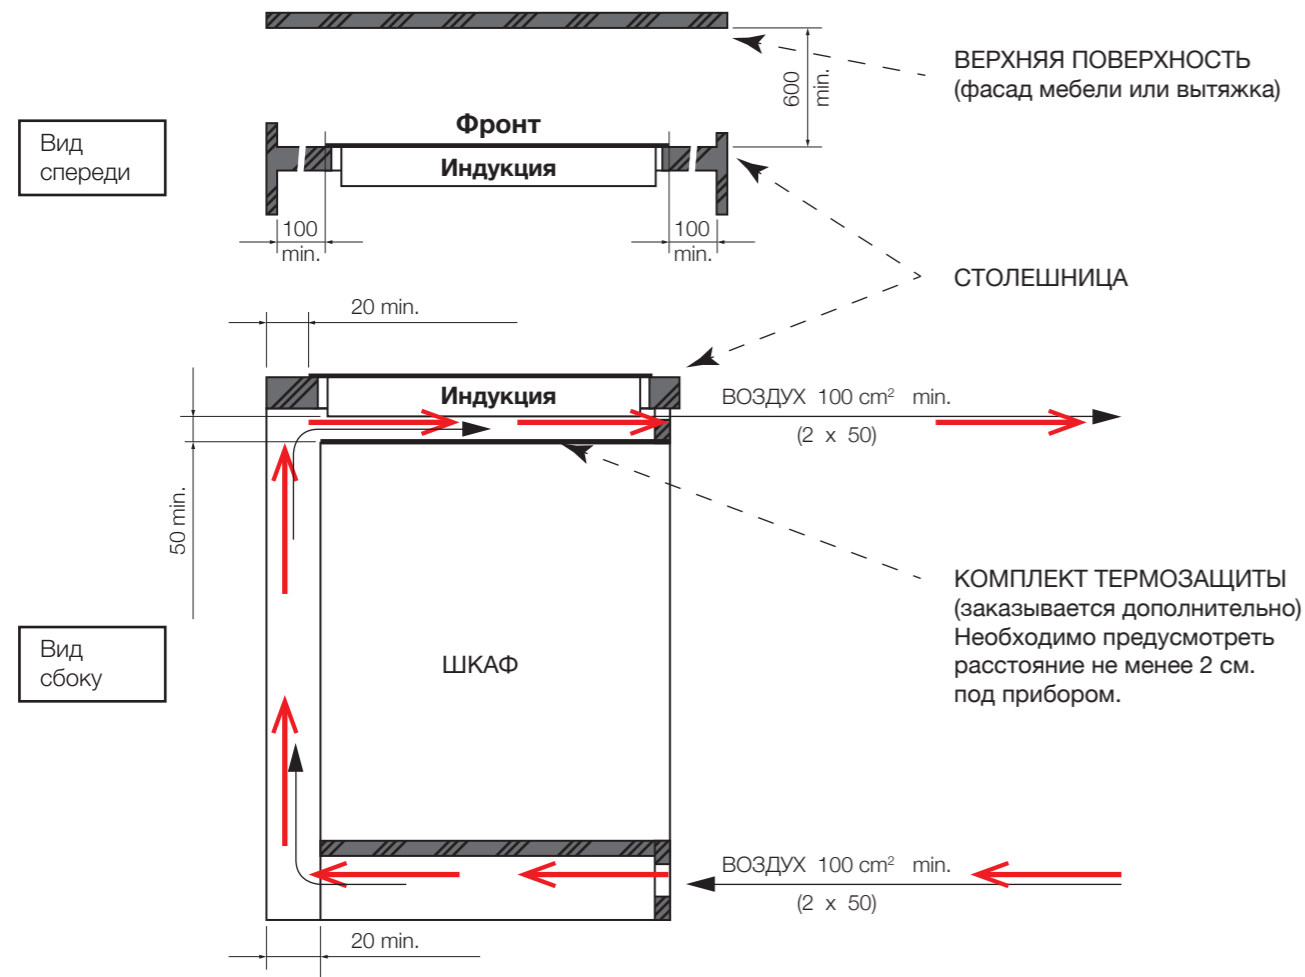 ВЕРХНЯЯ ПОВЕРХНОСТЬ
(фасад мебели или вытяжка)
600
min.
Вид
спереди
Фронт
Индукция
100
min.
100
min.
СТОЛЕШНИЦА
20 min.
Индукция
ВОЗДУХ 100 cm² min.
(2 x 50)
50 min.
КОМПЛЕКТ ТЕРМОЗАЩИТЫ
(заказывается дополнительно)
Необходимо предусмотреть
расстояние не менее 2 см.
под прибором.
Вид
сбоку
ШКАФ
ВОЗДУХ 100 cm² min.
(2 x 50)
20 min.